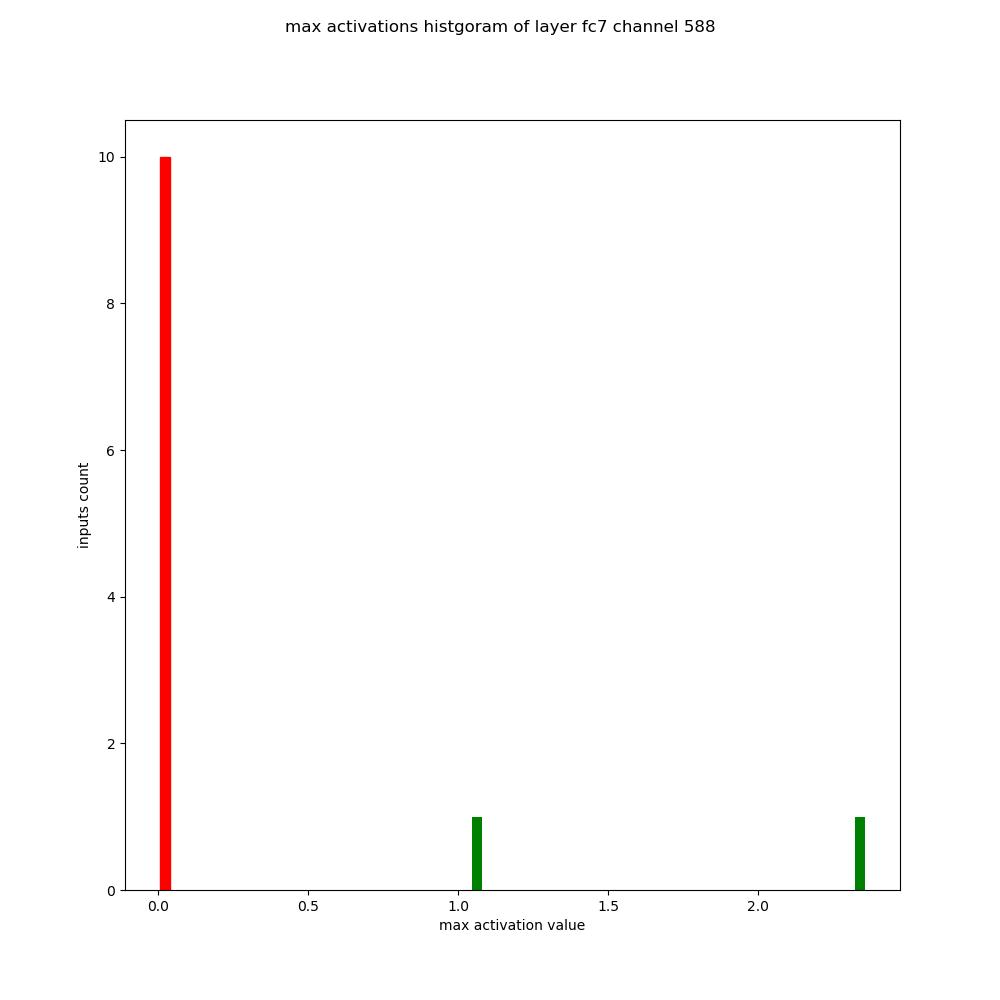 max activations histgoram of layer fc7 channel 588
10
8
6
4
2
0
inputs count
0.0 0.5 1.0 1.5 2.0
max activation value